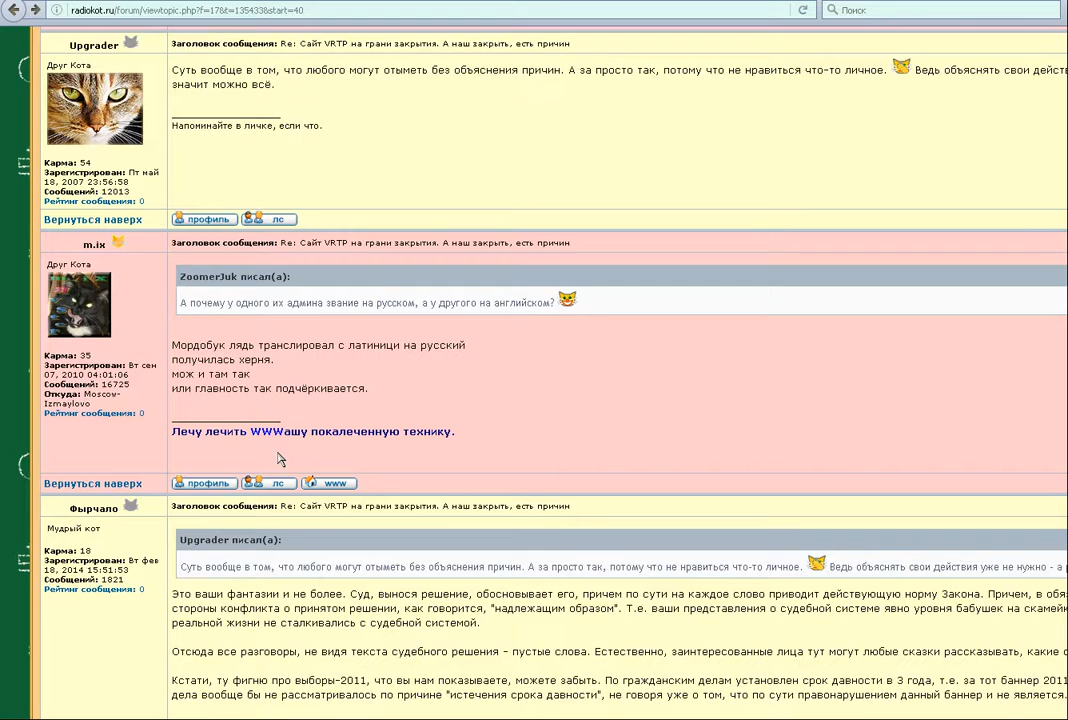 radiokot.ru/forum/viewtopic.php?f=17&t=135433&start=40
Поиск
Upgrader
Заголовок сообщения: Re: Сайт VRTP на грани закрытия. А наш закрыть, есть причин
Друг Кота
Суть вообще в том, что любого могут отыметь без объяснения причин. А за просто так, потому что не нравиться что-то личное. Ведь объяснять свои дейст
значит можно всё.
Напоминайте в личке, если что.
Карма: 54
Зарегистрирован: Пт май
18, 2007 23:56:58
Сообщений: 12013
Рейтинг сообщения: 0
Вернуться наверх
профиль
лс
m.ix
Заголовок сообщения: Re: Сайт VRTP на грани закрытия. А наш закрыть, есть причин
Друг Кота
ZoomerJuk писал(а):
А почему у одного их админа звание на русском, а у другого на английском?
Мордобук лядь транслировал с латиници на русский
получилась херня.
мож и там так
или главность так подчёркивается.
Карма: 35
Зарегистрирован: Вт сен
07, 2010 04:01:06
Сообщений: 16725
Откуда: Moscow-
Izmaylovo
Рейтинг сообщения: 0
Лечу лечить WWWашу покалеченную технику.
Вернуться наверх
профиль
лс
www
Фырчало
Заголовок сообщения: Re: Сайт VRTP на грани закрытия. А наш закрыть, есть причин
Мудрый кот
Upgrader писал(а):
Суть вообще в том, что любого могут отыметь без объяснения причин. А за просто так, потому что не нравиться что-то личное. Ведь объяснять свои действия уже не нужно - а
Карма: 18
Зарегистрирован: Вт фев
18, 2014 15:51:53
Сообщений: 1821
Рейтинг сообщения: 0
Это ваши фантазии и не более. Суд, вынося решение, обосновывает его, причем по сути на каждое слово приводит действующую норму Закона. Причем, в обя
стороны конфликта о принятом решении, как говорится, "надлежащим образом". Т.е. ваши представления о судебной системе явно уровня бабушек на скамей
реальной жизни не сталкивались с судебной системой.
Отсюда все разговоры, не видя текста судебного решения - пустые слова. Естественно, заинтересованные лица тут могут любые сказки рассказывать, какие
Кстати, ту фигню про выборы-2011, что вы нам показываете, можете забыть. По гражданским делам установлен срок давности в 3 года, т.е. за тот баннер 2011
дела вообще бы не рассматривалось по причине "истечения срока давности", не говоря уже о том, что по сути правонарушением данный баннер и не является.